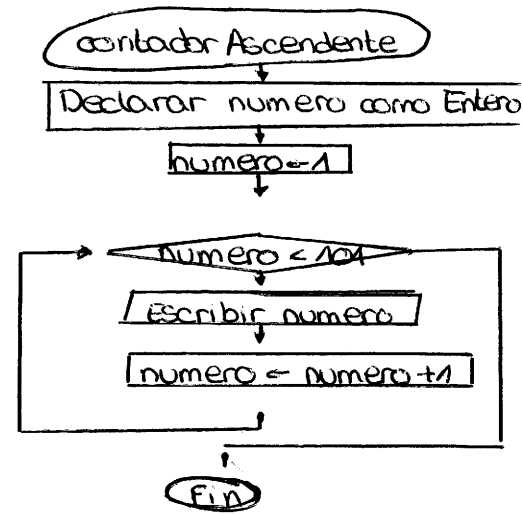 contador Ascendente
Declarar numero como Entero
numero←1
numero < 101
Escribir numero
numero ← numero +1
Fin